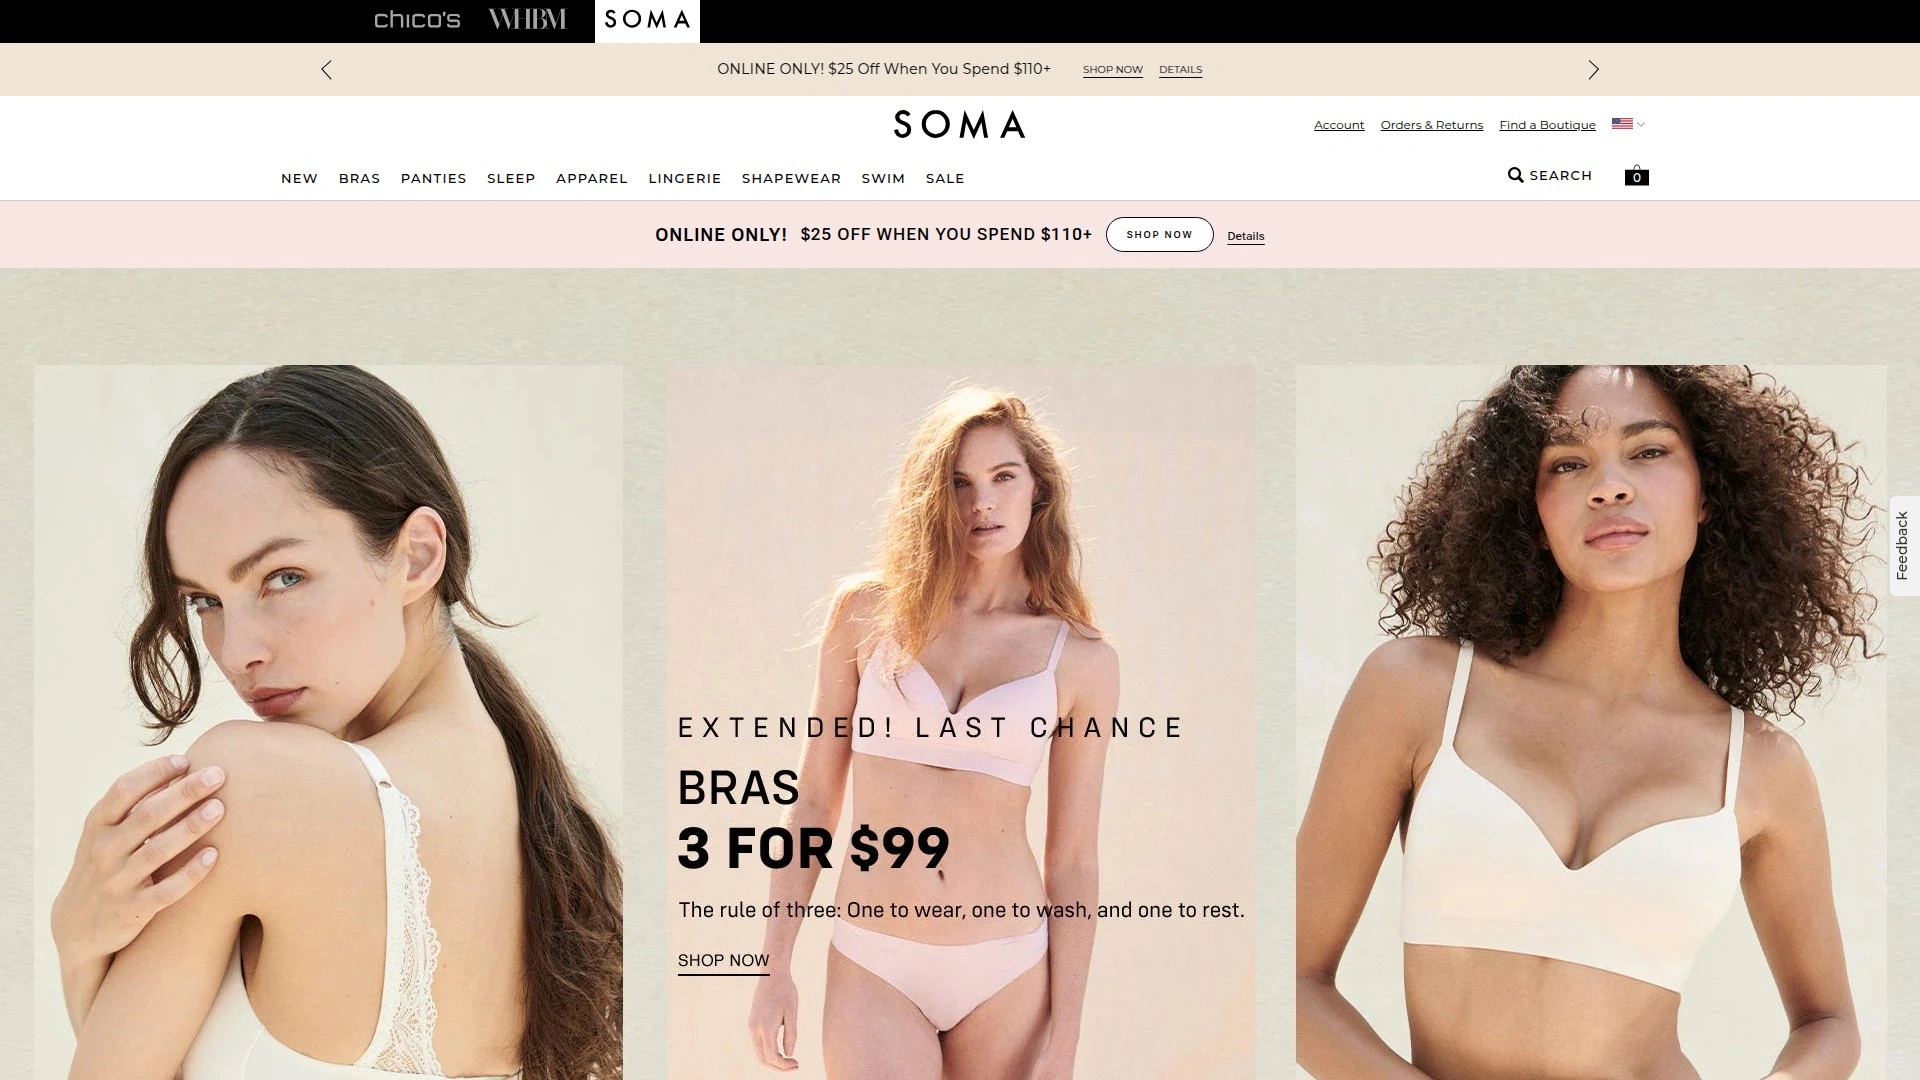 chico's WHBM SOMA
ONLINE ONLY! $25 Off When You Spend $110+ SHOP NOW DETAILS
SOMA
Account Orders & Returns Find a Boutique
NEW BRAS PANTIES SLEEP APPAREL LINGERIE SHAPEWEAR SWIM SALE
SEARCH 0
ONLINE ONLY! $25 OFF WHEN YOU SPEND $110+ SHOP NOW Details
Feedback
EXTENDED! LAST CHANCE
BRAS
3 FOR $99
The rule of three: One to wear, one to wash, and one to rest.
SHOP NOW